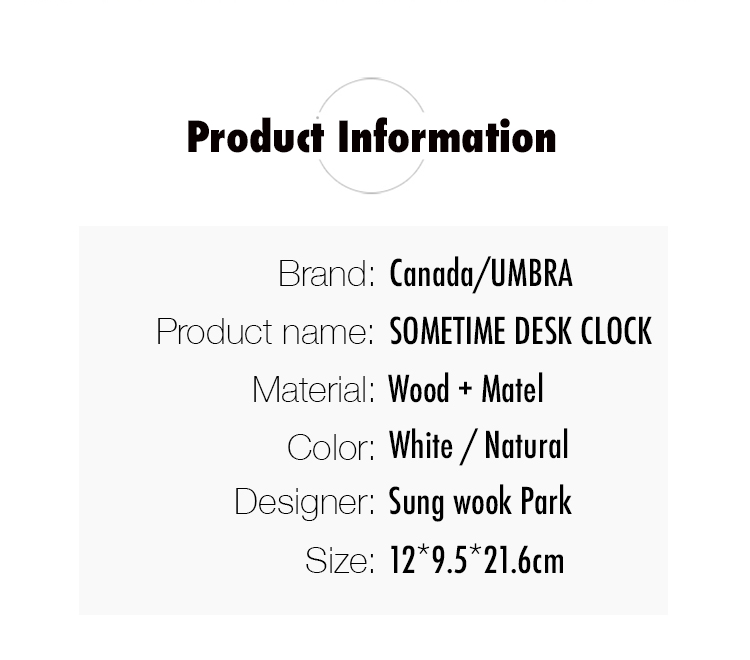 Product Information
Brand: Canada/UMBRA
Product name: SOMETIME DESK CLOCK
Material: Wood + Matel
Color: White / Natural
Designer: Sung wook Park
Size: 12*9.5*21.6cm